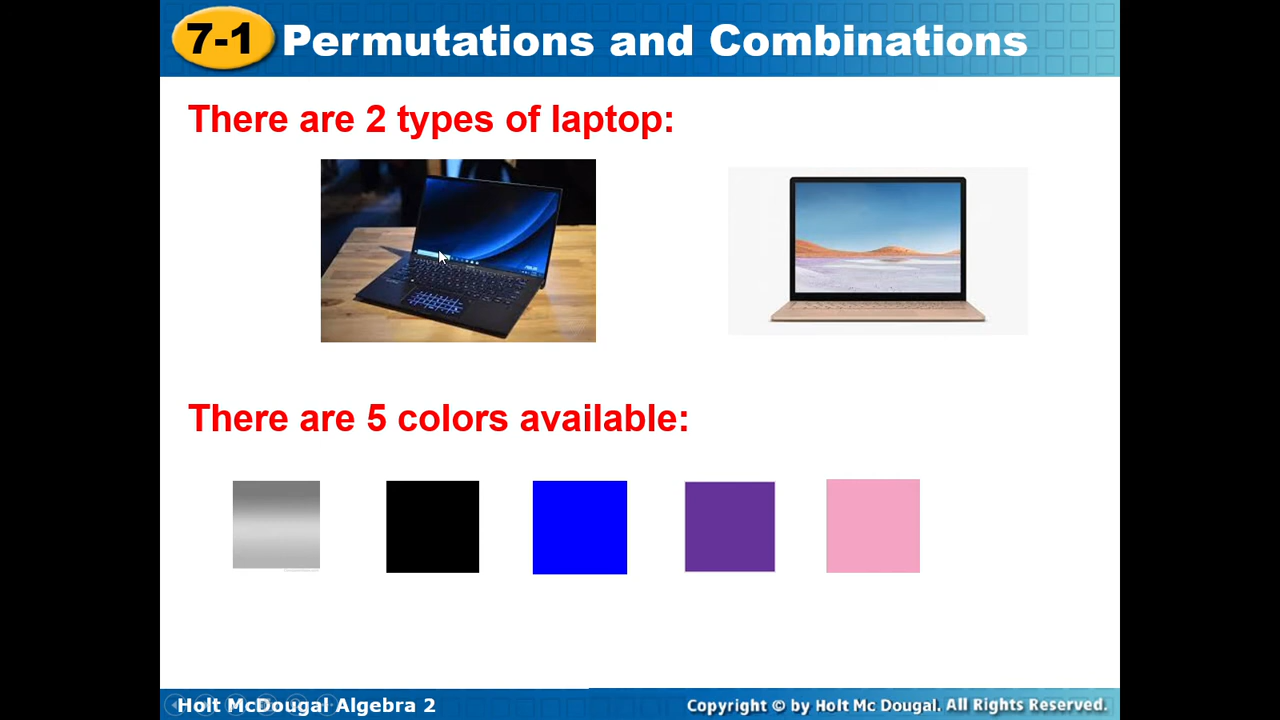 7-1 Permutations and Combinations
There are 2 types of laptop:
There are 5 colors available:
Holt McDougal Algebra 2
Copyright © by Holt Mc Dougal. All Rights Reserved.